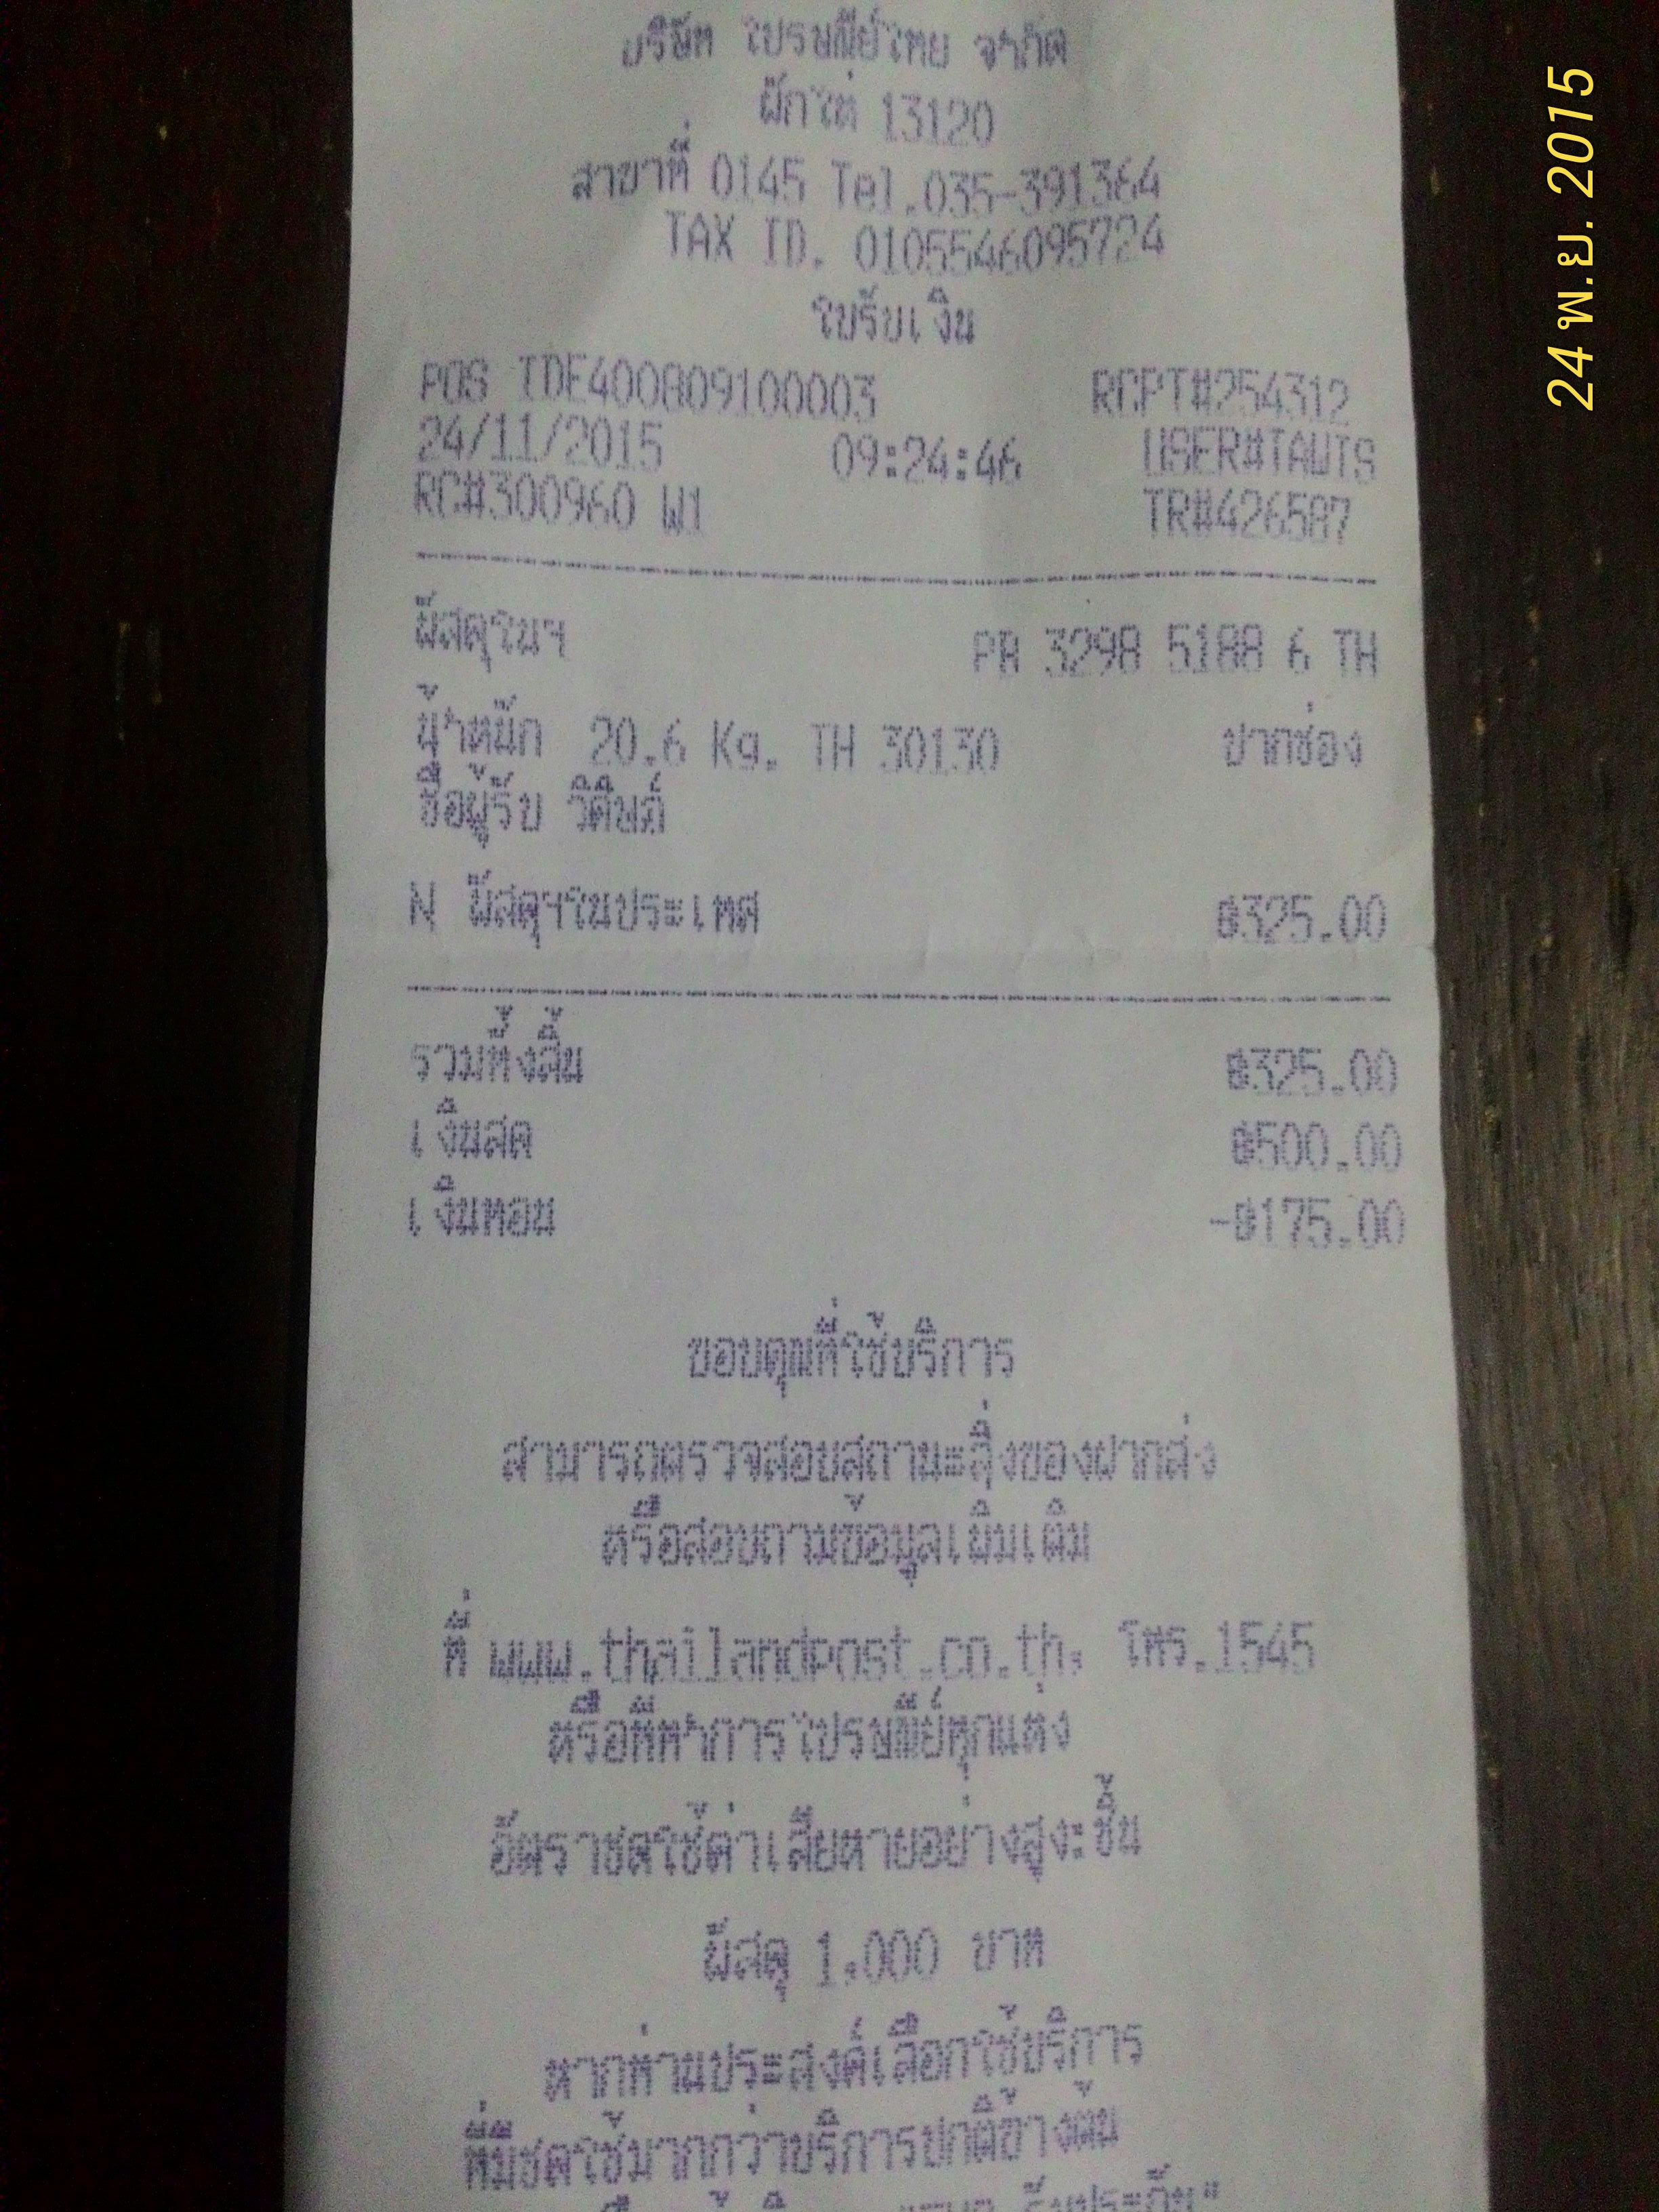 บริษัท ไปรษณีย์ไทย จำกัด
ผักไห่ 13120
สาขาที่ 0145 Tel.035-391364
TAX ID. 0105546095724
ใบรับเงิน
POS IDE400809100003 RCPT#254312
24/11/2015 09:24:46 USER#TAWTS
RC#300960 W1 TR#426587
พัสดุในฯ 3298 5188 6 TH
น้ำหนัก 20.6 Kg. TH 30130 ปากช่อง
ชื่อผู้รับ
N พัสดุฯในประเทศ ฿325.00
รวมทั้งสิ้น ฿325.00
เงินสด ฿500.00
เงินทอน -฿175.00
ขอบคุณที่ใช้บริการ
สามารถตรวจสอบสถานะสิ่งของฝากส่ง
หรือสอบถามข้อมูลเพิ่มเติม
ที่ www.thailandpost.co.th, โทร.1545
หรือที่ทำการไปรษณีย์ทุกแห่ง
อัตราชดใช้ค่าเสียหายอย่างสูง:ชิ้น
พัสดุ 1,000 บาท
หากท่านประสงค์เลือกใช้บริการ
ที่มีชดใช้มากกว่าบริการปกติข้างต้น
24 พ.ย. 2015